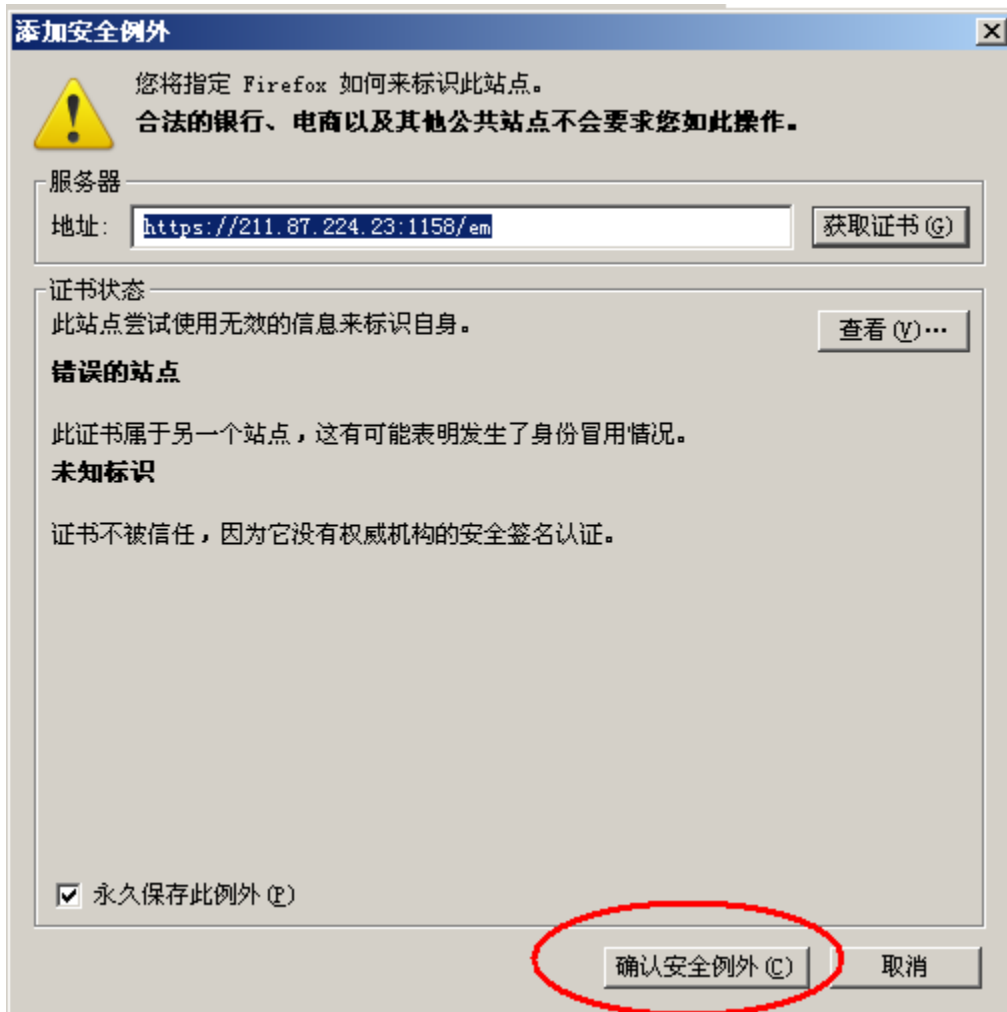 添加安全例外
您将指定 Firefox 如何来标识此站点。
合法的银行、电商以及其他公共站点不会要求您如此操作。
服务器
地址: https://211.87.224.23:1158/em 获取证书(G)
证书状态
此站点尝试使用无效的信息来标识自身。 查看(V)…
错误的站点
此证书属于另一个站点，这有可能表明发生了身份冒用情况。
未知标识
证书不被信任，因为它没有权威机构的安全签名认证。
永久保存此例外(P)
确认安全例外(C) 取消